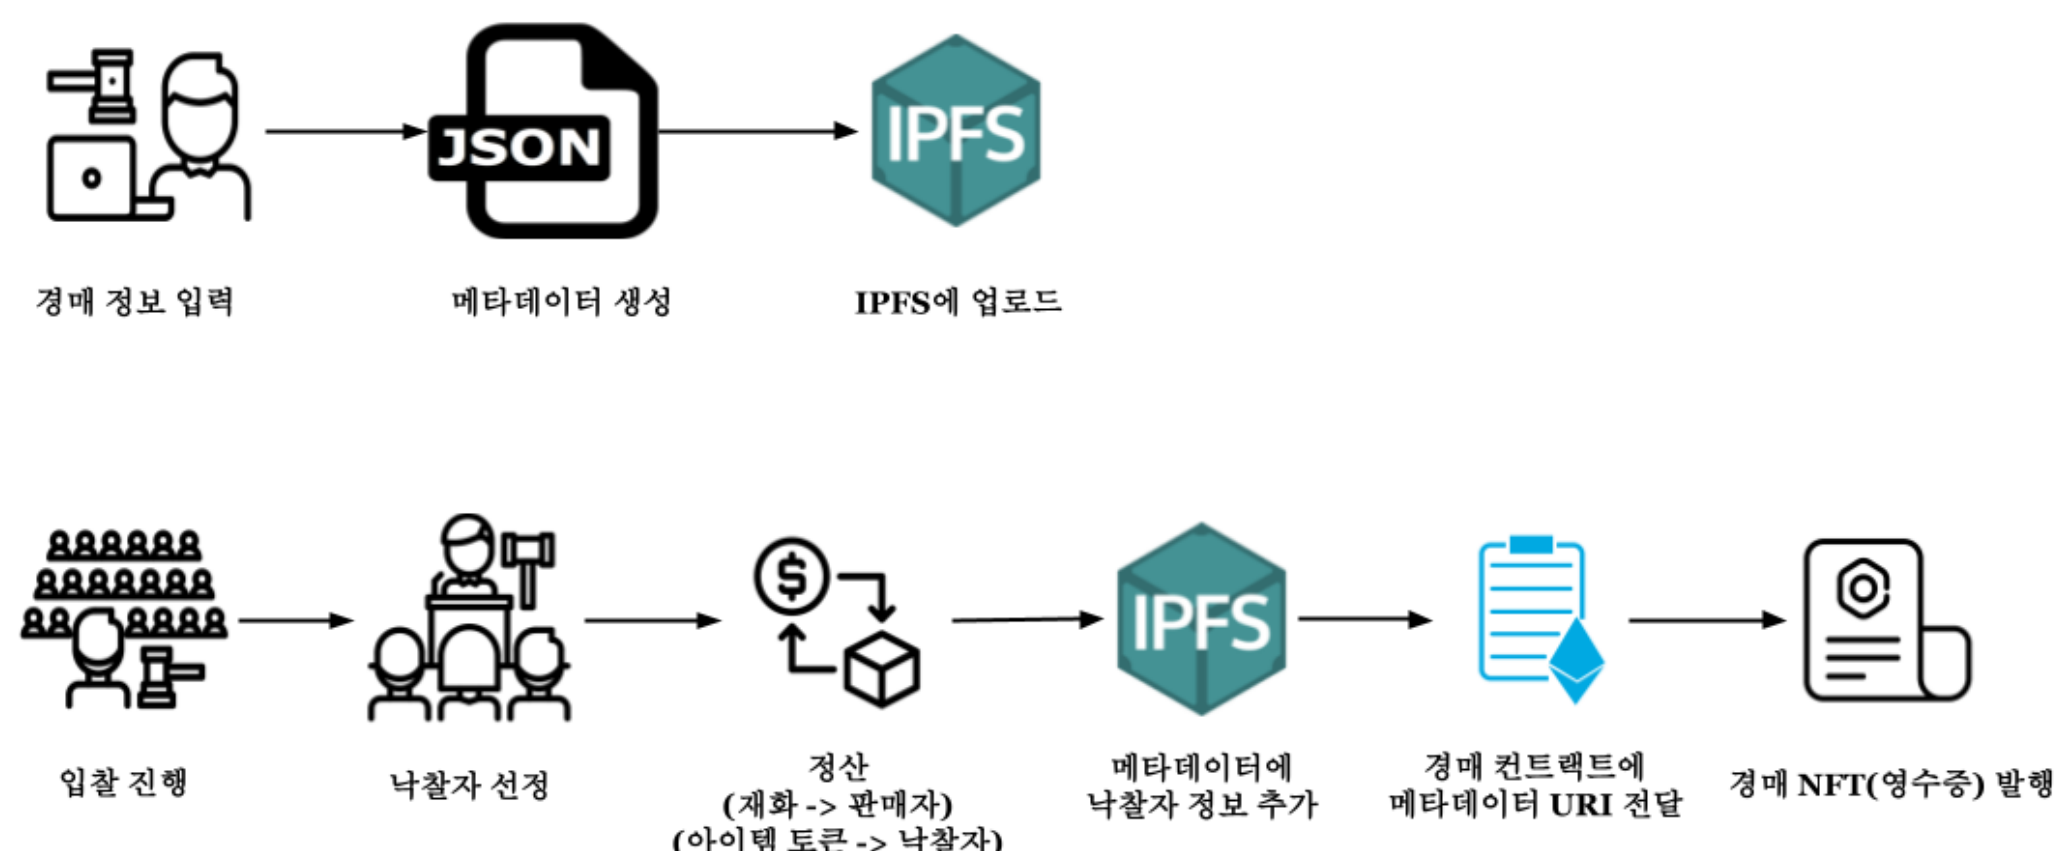 JSON
IPFS
경매 정보 입력
메타데이터 생성
IPFS에 업로드
IPFS
입찰 진행
낙찰자 선정
정산
(재화 -> 판매자)
(아이템 토큰 -> 낙찰자)
메타데이터에
낙찰자 정보 추가
경매 컨트랙트에
메타데이터 URI 전달
경매 NFT(영수증) 발행